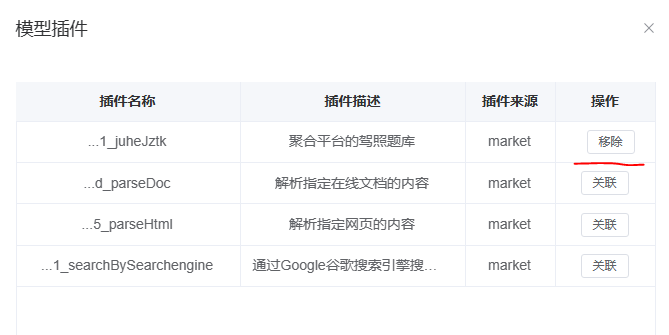 模型插件
插件名称 插件描述 插件来源 操作
...1_juheJztk 聚合平台的驾照题库 market 移除
...d_parseDoc 解析指定在线文档的内容 market 关联
...5_parseHtml 解析指定网页的内容 market 关联
...1_searchBySearchengine 通过Google谷歌搜索引擎搜... market 关联